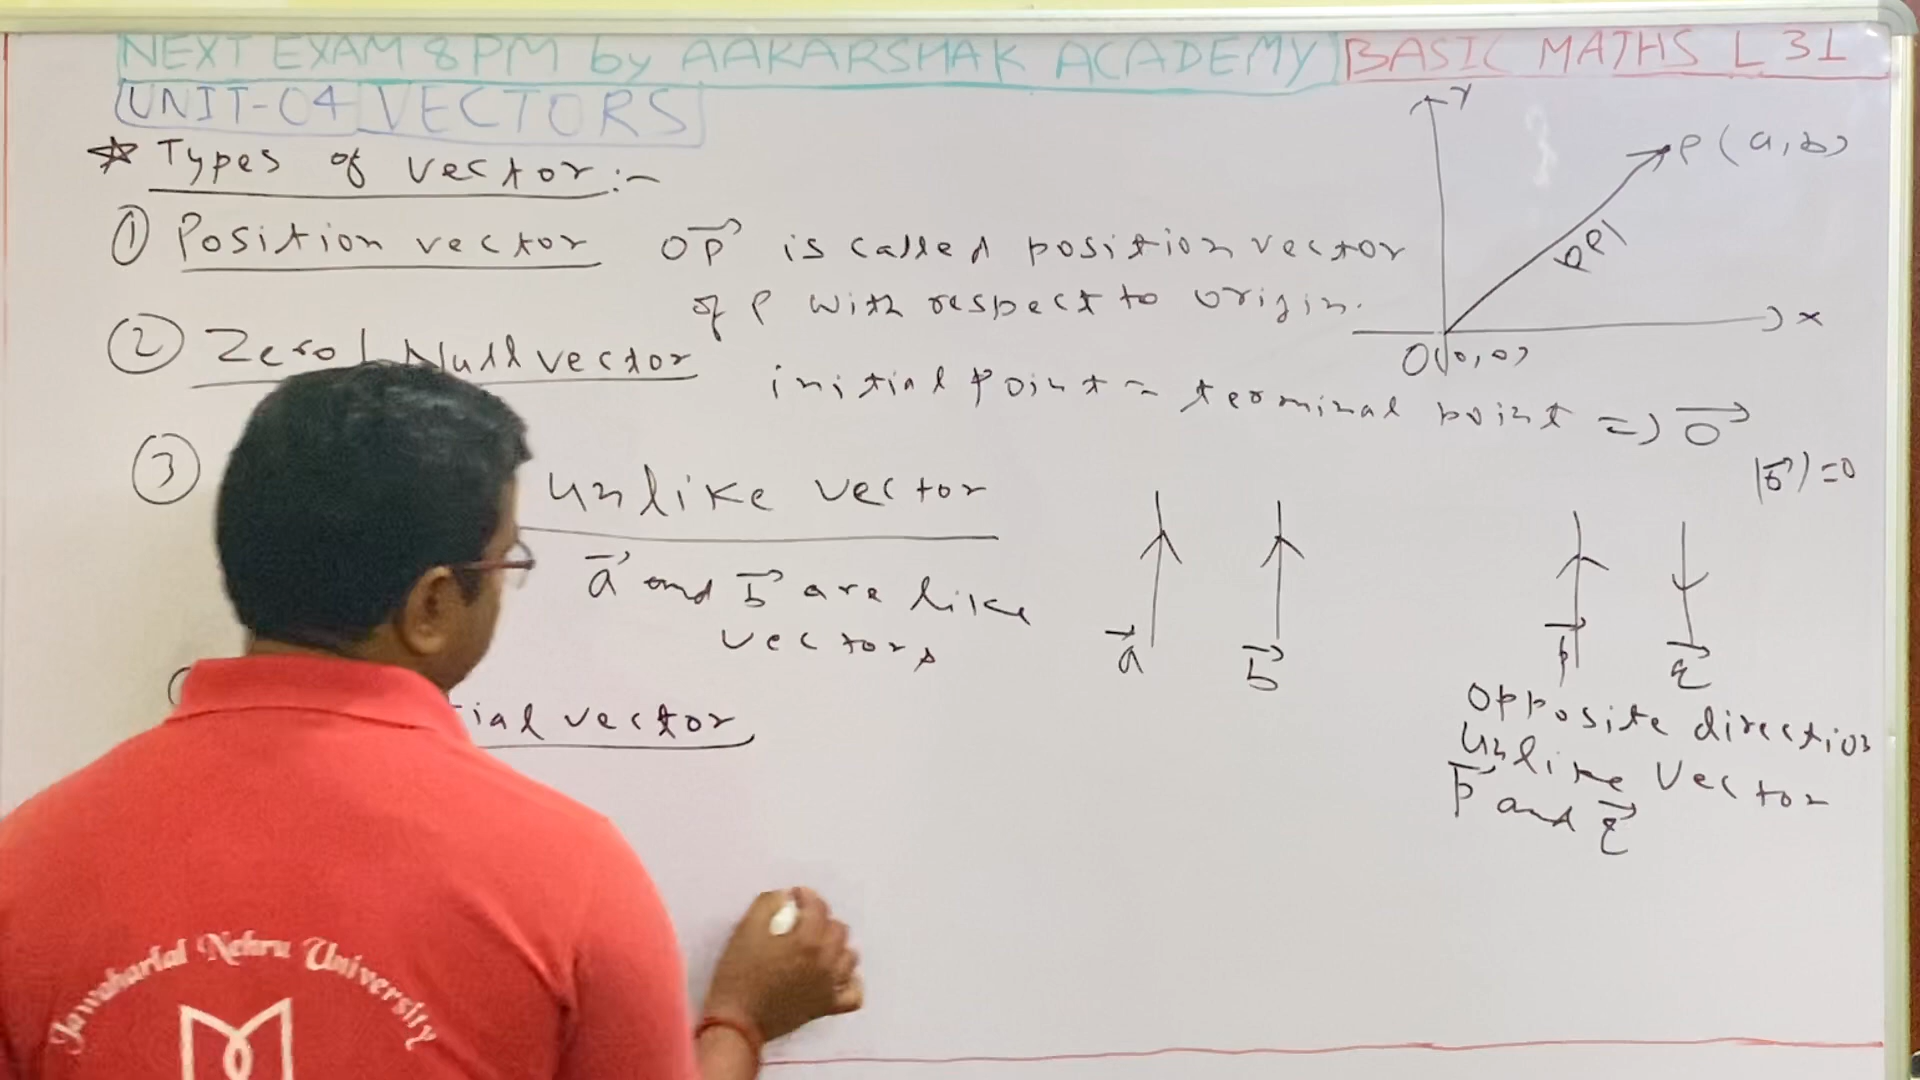 NEXT EXAM 8PM by AAKARSHAK ACADEMY BASIC MATHS L 31
UNIT-04 VECTORS
Types of vector:-
① Position vector
OP is called position vector
of P with respect to origin.
Y
P(a,b)
X
O(0,0)
② Zero/Null vector
initial point = terminal point => 0
|0|=0
③
unlike vector
a and b are like
vectors
a
b
p
q
opposite direction
unlike vector
p and q
ial vector
Jawaharlal Nehru University